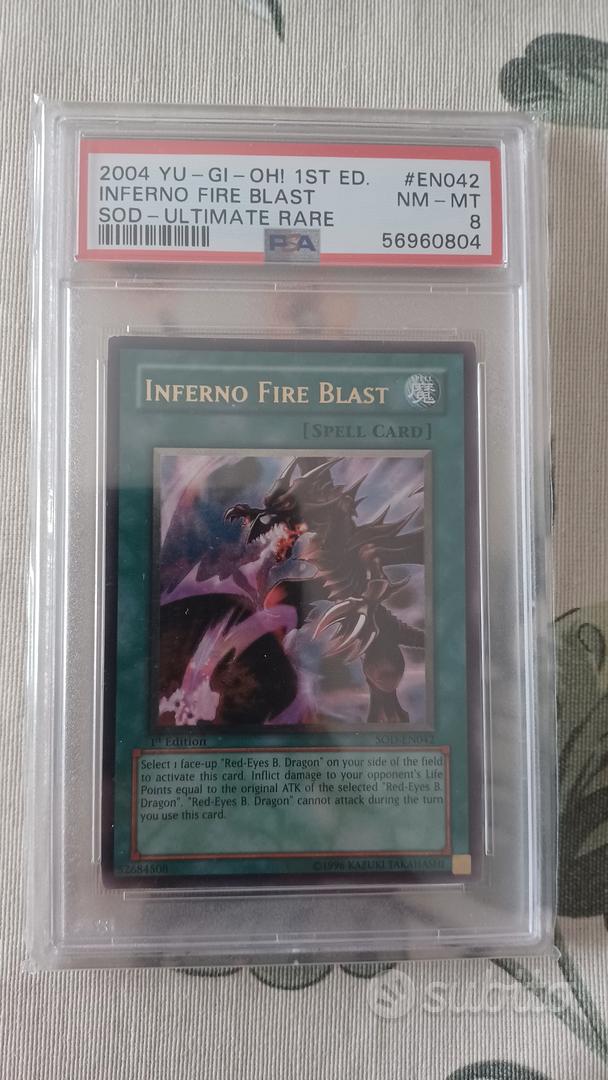 2004 YU-GI-OH! 1ST ED. #EN042
INFERNO FIRE BLAST NM-MT
SOD-ULTIMATE RARE 8
PSA 56960804
INFERNO FIRE BLAST SPELL 魔
[SPELL CARD]
1st Edition SOD-EN042
Select 1 face-up "Red-Eyes B. Dragon" on your side of the field
to activate this card. Inflict damage to your opponent's Life
Points equal to the original ATK of the selected "Red-Eyes B.
Dragon". "Red-Eyes B. Dragon" cannot attack during the turn
you use this card.
52684508 ©1996 KAZUKI TAKAHASHI
subito